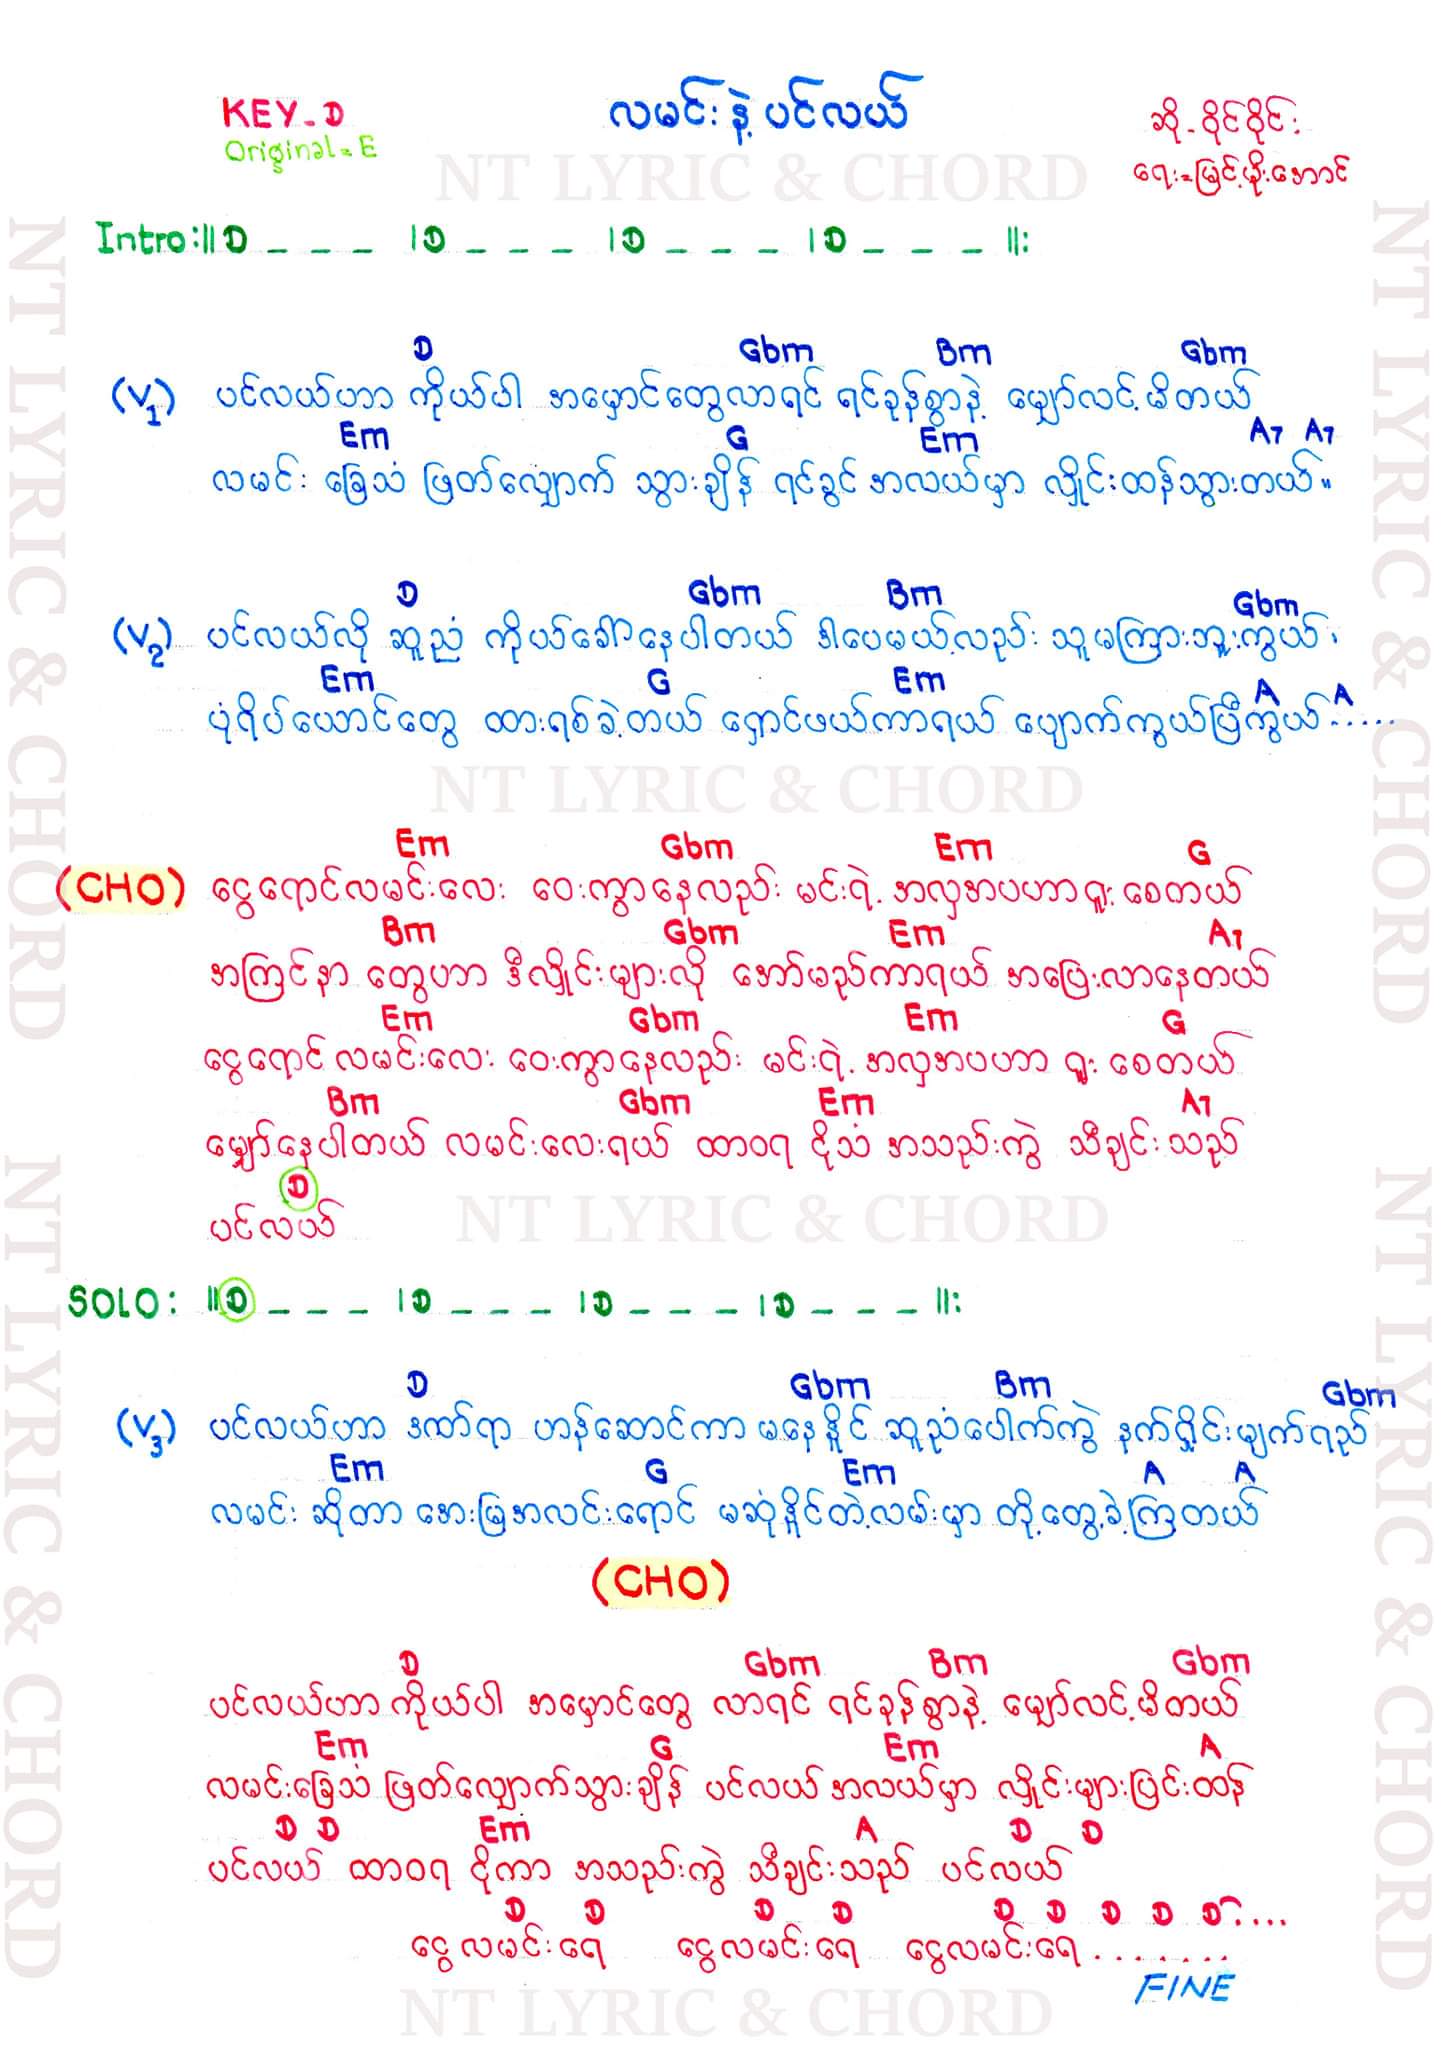 KEY - D
Original = E
လမင်းနဲ့ ပင်လယ်
ဆို - ဝိုင်ဝိုင်း
ရေး = မြင့်မိုးအောင်
NT LYRIC & CHORD
Intro: || D _ _ _ | D _ _ _ | D _ _ _ | D _ _ _ ||:
D Gbm Bm Gbm
(V1) ပင်လယ်ဟာ ကိုယ်ပါ အမှောင်တွေလာရင် ရင်ခုန်စွာနဲ့ မျှော်လင့်မိတယ်
Em G Em A7 A7
လမင်း ခြေသံ ဖြတ်လျှောက် သွားချိန် ရင်ခွင် အလယ်မှာ လှိုင်းထန်သွားတယ်။
D Gbm Bm Gbm
(V2) ပင်လယ်လို ဆူညံ ကိုယ်ခေါ်နေပါတယ် ဒါပေမယ့်လည်း သူမကြားဘူးကွယ်၊
Em G Em A A
ပုံရိပ်ယောင်တွေ ထားရစ်ခဲ့တယ် ရှောင်ဖယ်ကာရယ် ပျောက်ကွယ်ပြီကွယ်......
NT LYRIC & CHORD
Em Gbm Em G
(CHO) ငွေရောင်လမင်းလေး ဝေးကွာနေလည်း မင်းရဲ့ အလှအပဟာ ရူးစေတယ်
Bm Gbm Em A7
အကြင်နာ တွေဟာ ဒီလှိုင်းများလို အော်မည်ကာရယ် အပြေးလာနေတယ်
Em Gbm Em G
ငွေရောင် လမင်းလေး ဝေးကွာနေလည်း မင်းရဲ့ အလှအပဟာ ရူးစေတယ်
Bm Gbm Em A7
မျှော်နေပါတယ် လမင်းလေးရယ် ထာဝရ ငိုသံ အသည်းကွဲ သီချင်းသည်
D
ပင်လယ်
NT LYRIC & CHORD
SOLO: || D _ _ _ | D _ _ _ | D _ _ _ | D _ _ _ ||:
D Gbm Bm Gbm
(V3) ပင်လယ်ဟာ ဒဏ်ရာ ဟန်ဆောင်ကာ မနေနိုင် ဆူညံပေါက်ကွဲ နက်ရှိုင်းမျက်ရည်
Em G Em A A
လမင်း ဆိုတာ အေးမြအလင်းရောင် မဆုံနိုင်တဲ့လမ်းမှာ တို့တွေ့ခဲ့ကြတယ်
(CHO)
D Gbm Bm Gbm
ပင်လယ်ဟာ ကိုယ်ပါ အမှောင်တွေ လာရင် ရင်ခုန်စွာနဲ့ မျှော်လင့်မိတယ်
Em G Em A
လမင်းခြေသံ ဖြတ်လျှောက်သွားချိန် ပင်လယ် အလယ်မှာ လှိုင်းများပြင်းထန်
D D Em A D D
ပင်လယ် ထာဝရ ငိုကာ အသည်းကွဲ သီချင်းသည် ပင်လယ်
D D D D D D D D D....
ငွေလမင်းရေ ငွေလမင်းရေ ငွေလမင်းရေ ........
FINE
NT LYRIC & CHORD
NT LYRIC & CHORD
NT LYRIC & CHORD
NT LYRIC & CHORD
NT LYRIC & CHORD